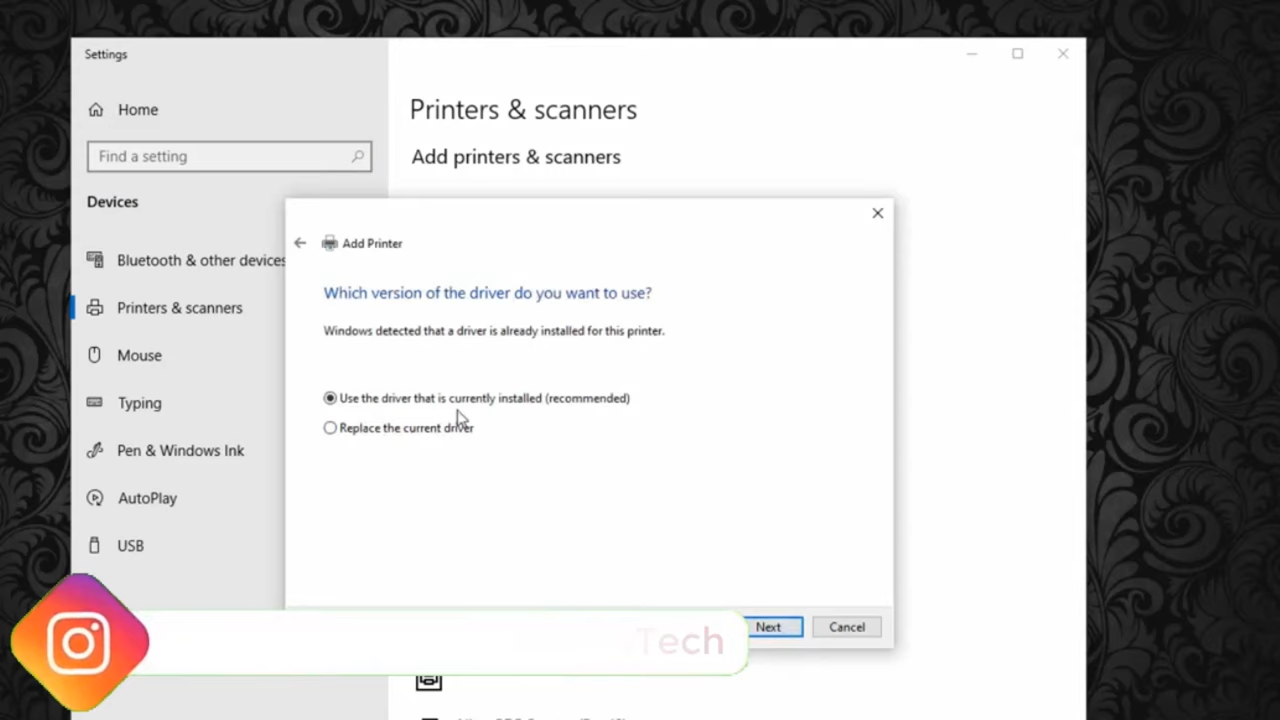 Settings
Home
Find a setting
Devices
Bluetooth & other devices
Printers & scanners
Mouse
Typing
Pen & Windows Ink
AutoPlay
USB
Printers & scanners
Add printers & scanners
Add Printer
Which version of the driver do you want to use?
Windows detected that a driver is already installed for this printer.
Use the driver that is currently installed (recommended)
Replace the current driver
Next
Cancel
Tech